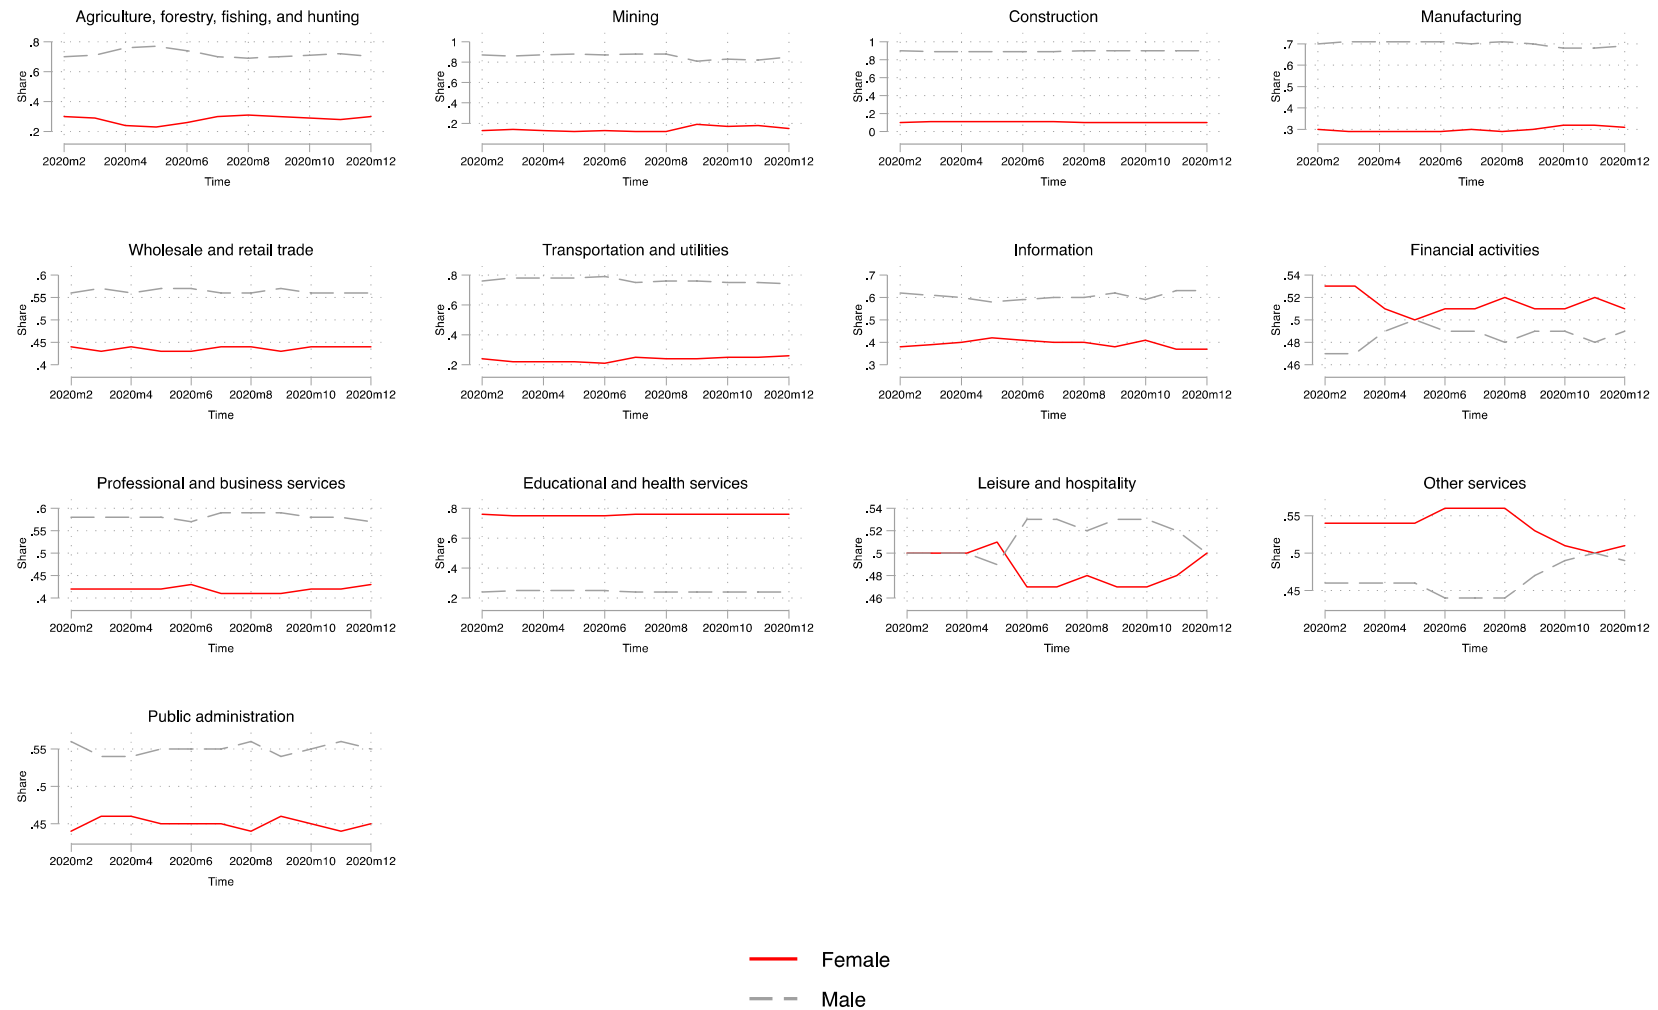 Agriculture, forestry, fishing, and hunting
Share
.8
.6
.4
.2
2020m2 2020m4 2020m6 2020m8 2020m10 2020m12
Time
Mining
Share
1
.8
.6
.4
.2
2020m2 2020m4 2020m6 2020m8 2020m10 2020m12
Time
Construction
Share
1
.8
.6
.4
.2
0
2020m2 2020m4 2020m6 2020m8 2020m10 2020m12
Time
Manufacturing
Share
.7
.6
.5
.4
.3
2020m2 2020m4 2020m6 2020m8 2020m10 2020m12
Time
Wholesale and retail trade
Share
.6
.55
.5
.45
.4
2020m2 2020m4 2020m6 2020m8 2020m10 2020m12
Time
Transportation and utilities
Share
.8
.6
.4
.2
2020m2 2020m4 2020m6 2020m8 2020m10 2020m12
Time
Information
Share
.7
.6
.5
.4
.3
2020m2 2020m4 2020m6 2020m8 2020m10 2020m12
Time
Financial activities
Share
.54
.52
.5
.48
.46
2020m2 2020m4 2020m6 2020m8 2020m10 2020m12
Time
Professional and business services
Share
.6
.55
.5
.45
.4
2020m2 2020m4 2020m6 2020m8 2020m10 2020m12
Time
Educational and health services
Share
.8
.6
.4
.2
2020m2 2020m4 2020m6 2020m8 2020m10 2020m12
Time
Leisure and hospitality
Share
.54
.52
.5
.48
.46
2020m2 2020m4 2020m6 2020m8 2020m10 2020m12
Time
Other services
Share
.55
.5
.45
2020m2 2020m4 2020m6 2020m8 2020m10 2020m12
Time
Public administration
Share
.55
.5
.45
2020m2 2020m4 2020m6 2020m8 2020m10 2020m12
Time
Female
Male